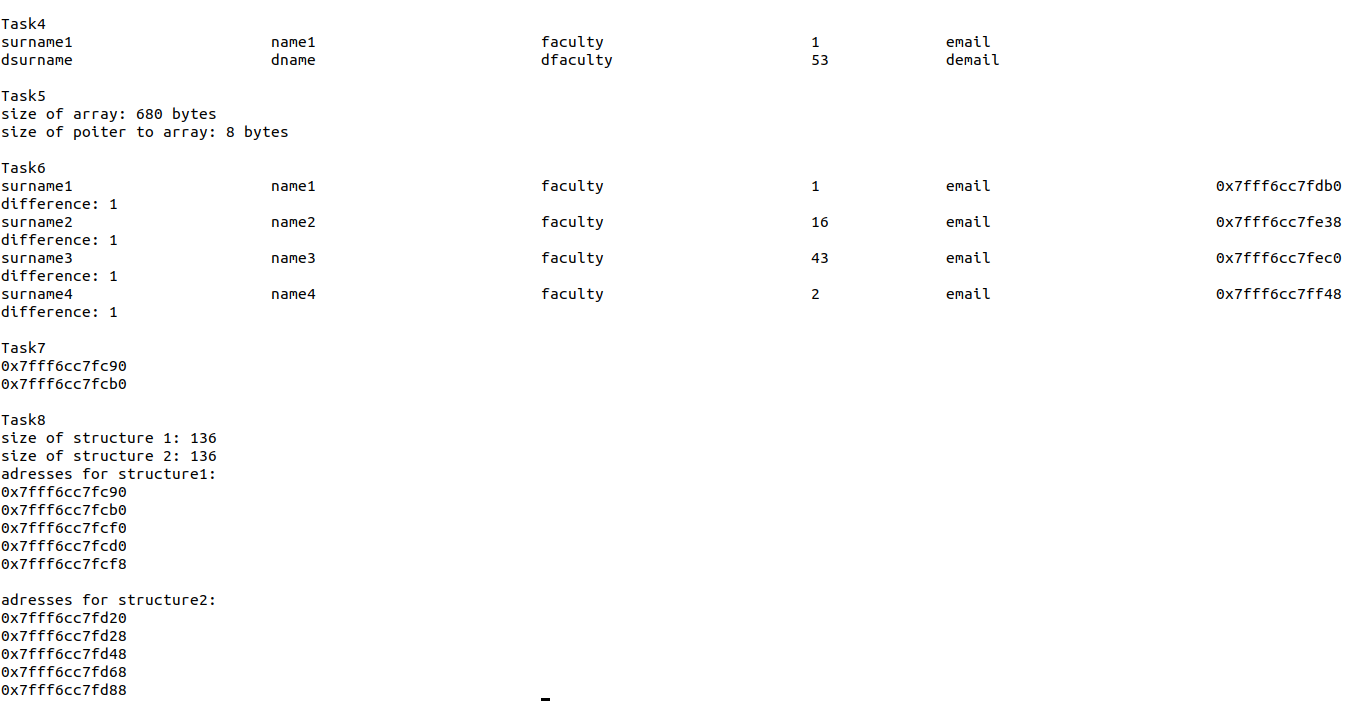 Task4
surname1 name1 faculty 1 email
dsurname dname dfaculty 53 demail
Task5
size of array: 680 bytes
size of poiter to array: 8 bytes
Task6
surname1 name1 faculty 1 email 0x7fff6cc7fdb0
difference: 1
surname2 name2 faculty 16 email 0x7fff6cc7fe38
difference: 1
surname3 name3 faculty 43 email 0x7fff6cc7fec0
difference: 1
surname4 name4 faculty 2 email 0x7fff6cc7ff48
difference: 1
Task7
0x7fff6cc7fc90
0x7fff6cc7fcb0
Task8
size of structure 1: 136
size of structure 2: 136
adresses for structure1:
0x7fff6cc7fc90
0x7fff6cc7fcb0
0x7fff6cc7fcf0
0x7fff6cc7fcd0
0x7fff6cc7fcf8
adresses for structure2:
0x7fff6cc7fd20
0x7fff6cc7fd28
0x7fff6cc7fd48
0x7fff6cc7fd68
0x7fff6cc7fd88